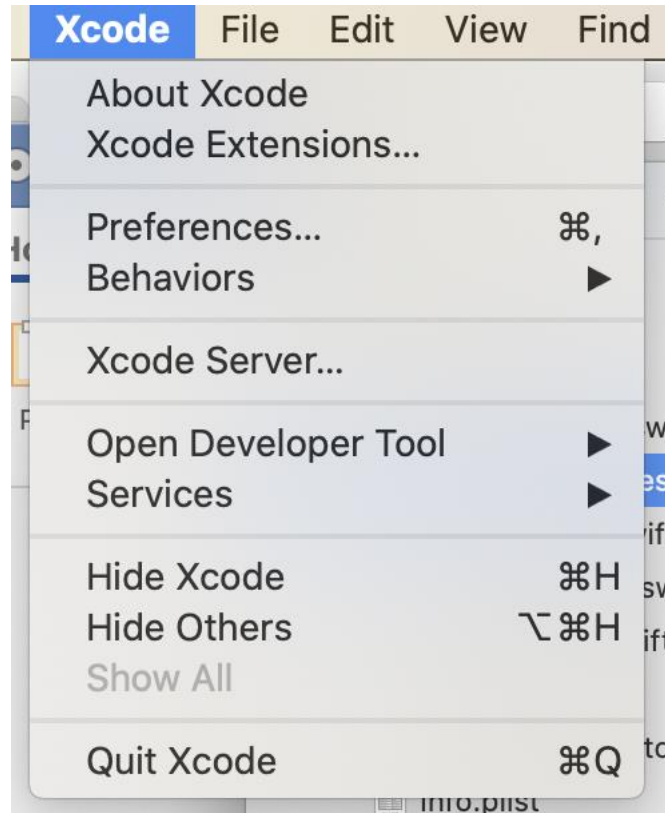 Xcode File Edit View Find
About Xcode
Xcode Extensions...
Preferences... ⌘,
Behaviors ▶
Xcode Server...
Open Developer Tool ▶
Services ▶
Hide Xcode ⌘H
Hide Others ⌥⌘H
Show All
Quit Xcode ⌘Q
Info.plist